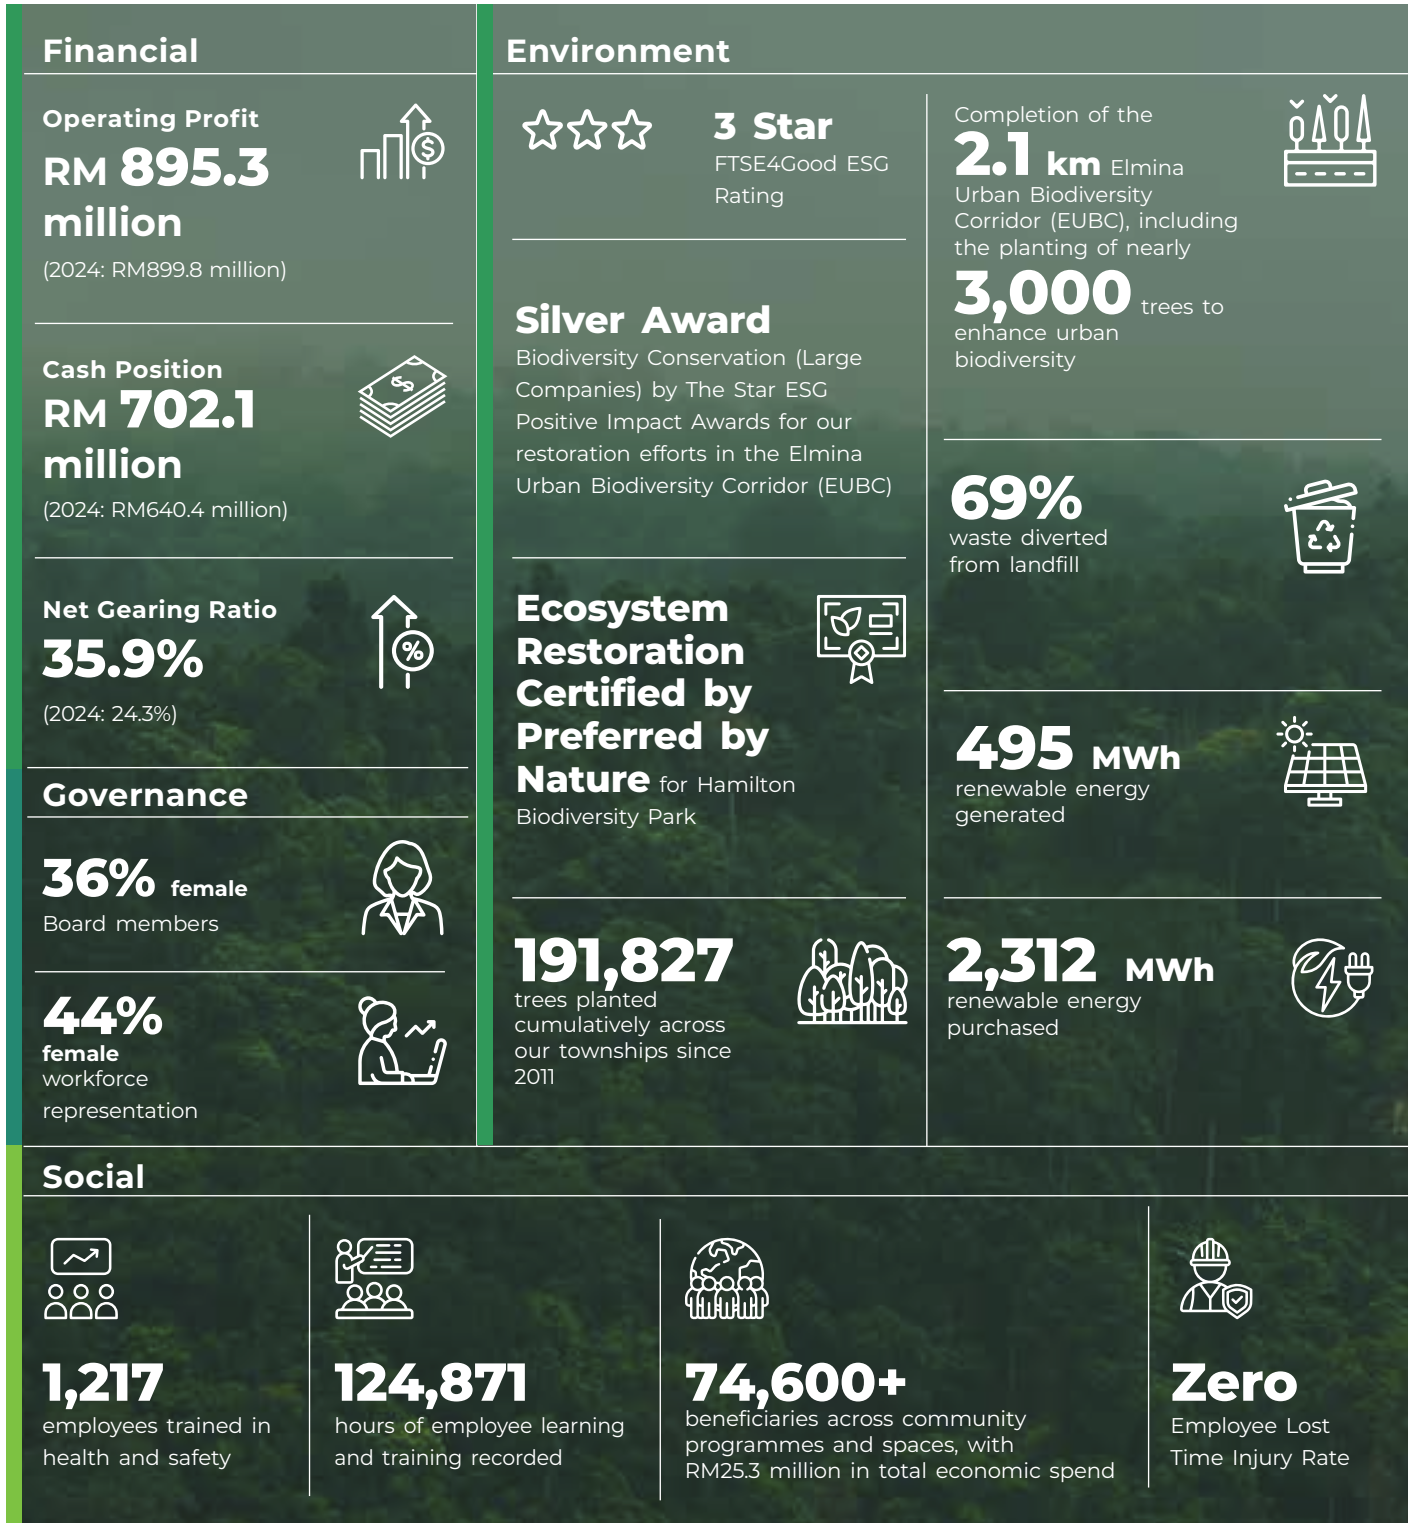 Financial
Operating Profit
RM 895.3
million
(2024: RM899.8 million)
Cash Position
RM 702.1
million
(2024: RM640.4 million)
Net Gearing Ratio
35.9%
(2024: 24.3%)
Governance
36% female
Board members
44%
female
workforce
representation
Environment
3 Star
FTSE4Good ESG
Rating
Silver Award
Biodiversity Conservation (Large
Companies) by The Star ESG
Positive Impact Awards for our
restoration efforts in the Elmina
Urban Biodiversity Corridor (EUBC)
Ecosystem
Restoration
Certified by
Preferred by
Nature for Hamilton
Biodiversity Park
191,827
trees planted
cumulatively across
our townships since
2011
Completion of the
2.1 km Elmina
Urban Biodiversity
Corridor (EUBC), including
the planting of nearly
3,000 trees to
enhance urban
biodiversity
69%
waste diverted
from landfill
495 MWh
renewable energy
generated
2,312 MWh
renewable energy
purchased
Social
1,217
employees trained in
health and safety
124,871
hours of employee learning
and training recorded
74,600+
beneficiaries across community
programmes and spaces, with
RM25.3 million in total economic spend
Zero
Employee Lost
Time Injury Rate